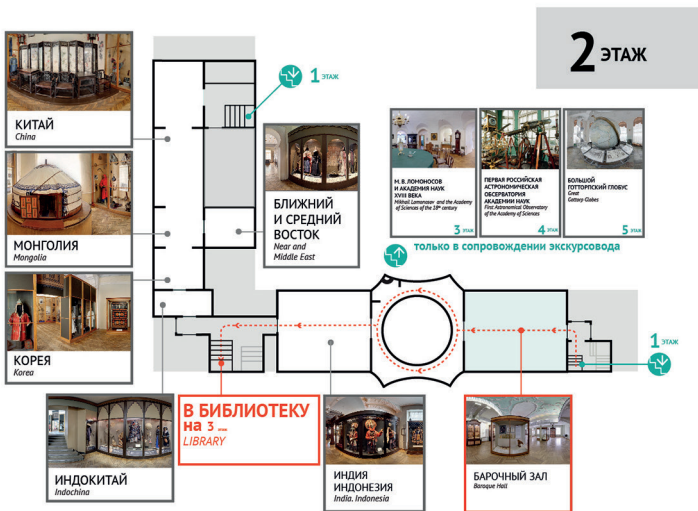 2 ЭТАЖ
КИТАЙ
China
1 ЭТАЖ
МОНГОЛИЯ
Mongolia
БЛИЖНИЙ
И СРЕДНИЙ
ВОСТОК
Near and
Middle East
М. В. ЛОМОНОСОВ
И АКАДЕМИЯ НАУК
XVIII ВЕКА
Mikhail Lomonosov and the Academy
of Sciences of the 18th century
3 ЭТАЖ
ПЕРВАЯ РОССИЙСКАЯ
АСТРОНОМИЧЕСКАЯ
ОБСЕРВАТОРИЯ
АКАДЕМИИ НАУК
First Astronomical Observatory
of the Academy of Sciences
4 ЭТАЖ
БОЛЬШОЙ
ГОТТОРПСКИЙ ГЛОБУС
Great
Gottorp Globes
5 ЭТАЖ
только в сопровождении экскурсовода
КОРЕЯ
Korea
1 ЭТАЖ
ИНДОКИТАЙ
Indochina
В БИБЛИОТЕКУ
на 3 этаж
LIBRARY
ИНДИЯ
ИНДОНЕЗИЯ
India. Indonesia
БАРОЧНЫЙ ЗАЛ
Baroque Hall